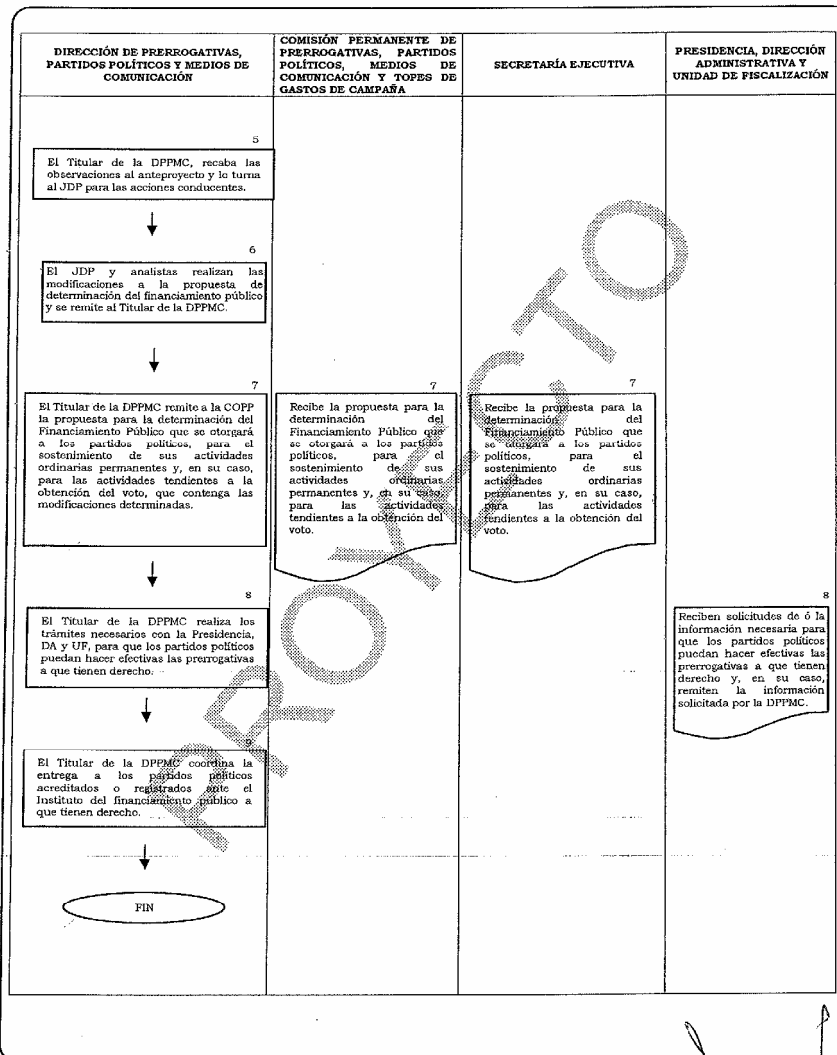 DIRECCIÓN DE PRERROGATIVAS,
PARTIDOS POLÍTICOS Y MEDIOS DE
COMUNICACIÓN
COMISIÓN PERMANENTE DE
PRERROGATIVAS, PARTIDOS
POLÍTICOS, MEDIOS DE
COMUNICACIÓN Y TOPES DE
GASTOS DE CAMPAÑA
SECRETARÍA EJECUTIVA
PRESIDENCIA, DIRECCIÓN
ADMINISTRATIVA Y
UNIDAD DE FISCALIZACIÓN
5
El Titular de la DPPMC, recaba las
observaciones al anteproyecto y lo turna
al JDP para las acciones conducentes.
6
El JDP y analistas realizan las
modificaciones a la propuesta de
determinación del financiamiento público
y se remite al Titular de la DPPMC.
7
El Titular de la DPPMC remite a la COPP
la propuesta para la determinación del
Financiamiento Público que se otorgará
a los partidos políticos, para el
sostenimiento de sus actividades
ordinarias permanentes y, en su caso,
para las actividades tendientes a la
obtención del voto, que contenga las
modificaciones determinadas.
7
Recibe la propuesta para la
determinación del
Financiamiento Público que
se otorgará a los partidos
políticos, para el
sostenimiento de sus
actividades ordinarias
permanentes y, en su caso,
para las actividades
tendientes a la obtención del
voto.
7
Recibe la propuesta para la
determinación del
Financiamiento Público que
se otorgará a los partidos
políticos, para el
sostenimiento de sus
actividades ordinarias
permanentes y, en su caso,
para las actividades
tendientes a la obtención del
voto.
8
El Titular de la DPPMC realiza los
trámites necesarios con la Presidencia,
DA y UF, para que los partidos políticos
puedan hacer efectivas las prerrogativas
a que tienen derecho.
8
Reciben solicitudes de ó la
información necesaria para
que los partidos políticos
puedan hacer efectivas las
prerrogativas a que tienen
derecho y, en su caso,
remiten la información
solicitada por la DPPMC.
9
El Titular de la DPPMC coordina la
entrega a los partidos políticos
acreditados o registrados ante el
Instituto del financiamiento público a
que tienen derecho.
FIN
PROYECTO